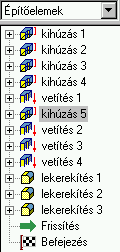 Építőelemek
kihúzás 1
kihúzás 2
kihúzás 3
kihúzás 4
vetítés 1
kihúzás 5
vetítés 2
vetítés 3
vetítés 4
lekerekítés 1
lekerekítés 2
lekerekítés 3
Frissítés
Befejezés